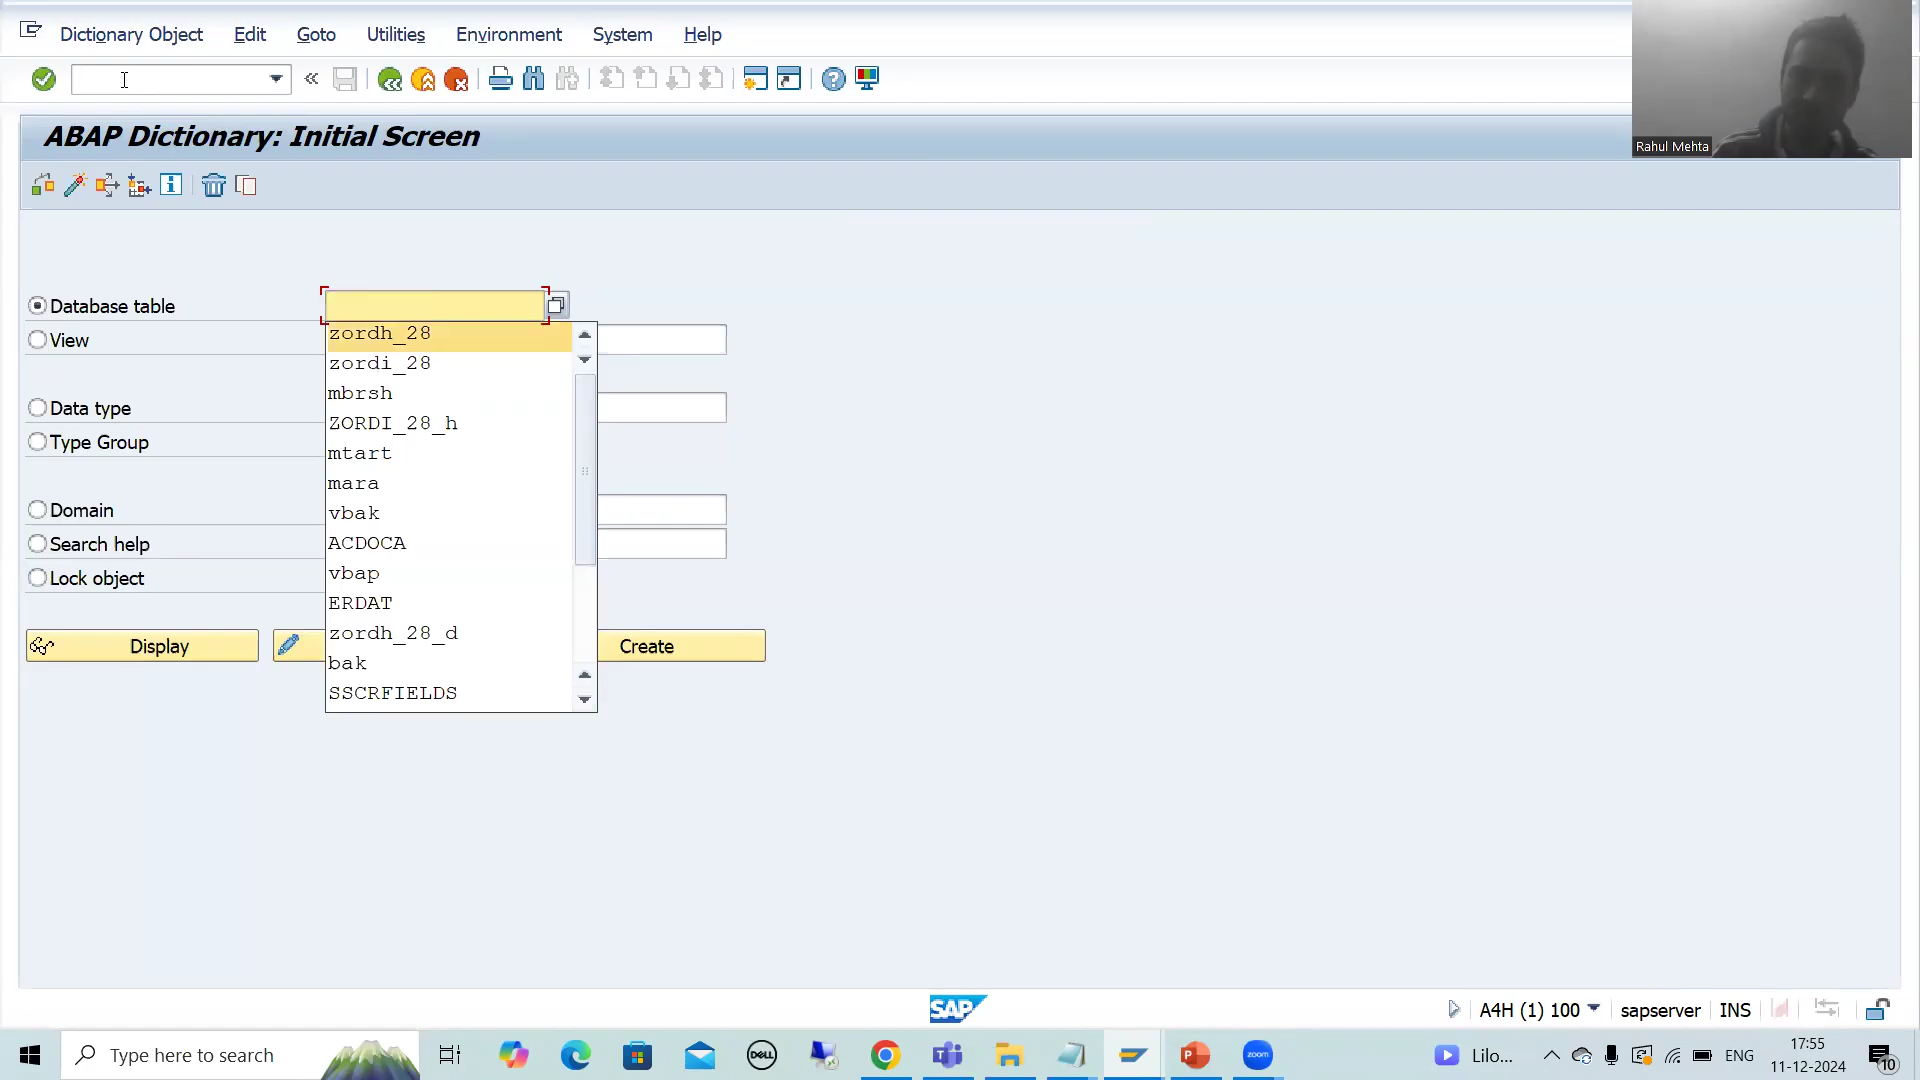 Dictionary Object Edit Goto Utilities Environment System Help
ABAP Dictionary: Initial Screen
Rahul Mehta
Database table
zordh_28
View
zordi_28
mbrsh
Data type
ZORDI_28_h
Type Group
mtart
mara
Domain
vbak
Search help
ACDOCA
Lock object
vbap
ERDAT
zordh_28_d
Display
Create
bak
SSCRFIELDS
SAP
A4H (1) 100 sapserver INS
Type here to search
DELL
zoom
Lilo...
ENG
17:55
11-12-2024
10